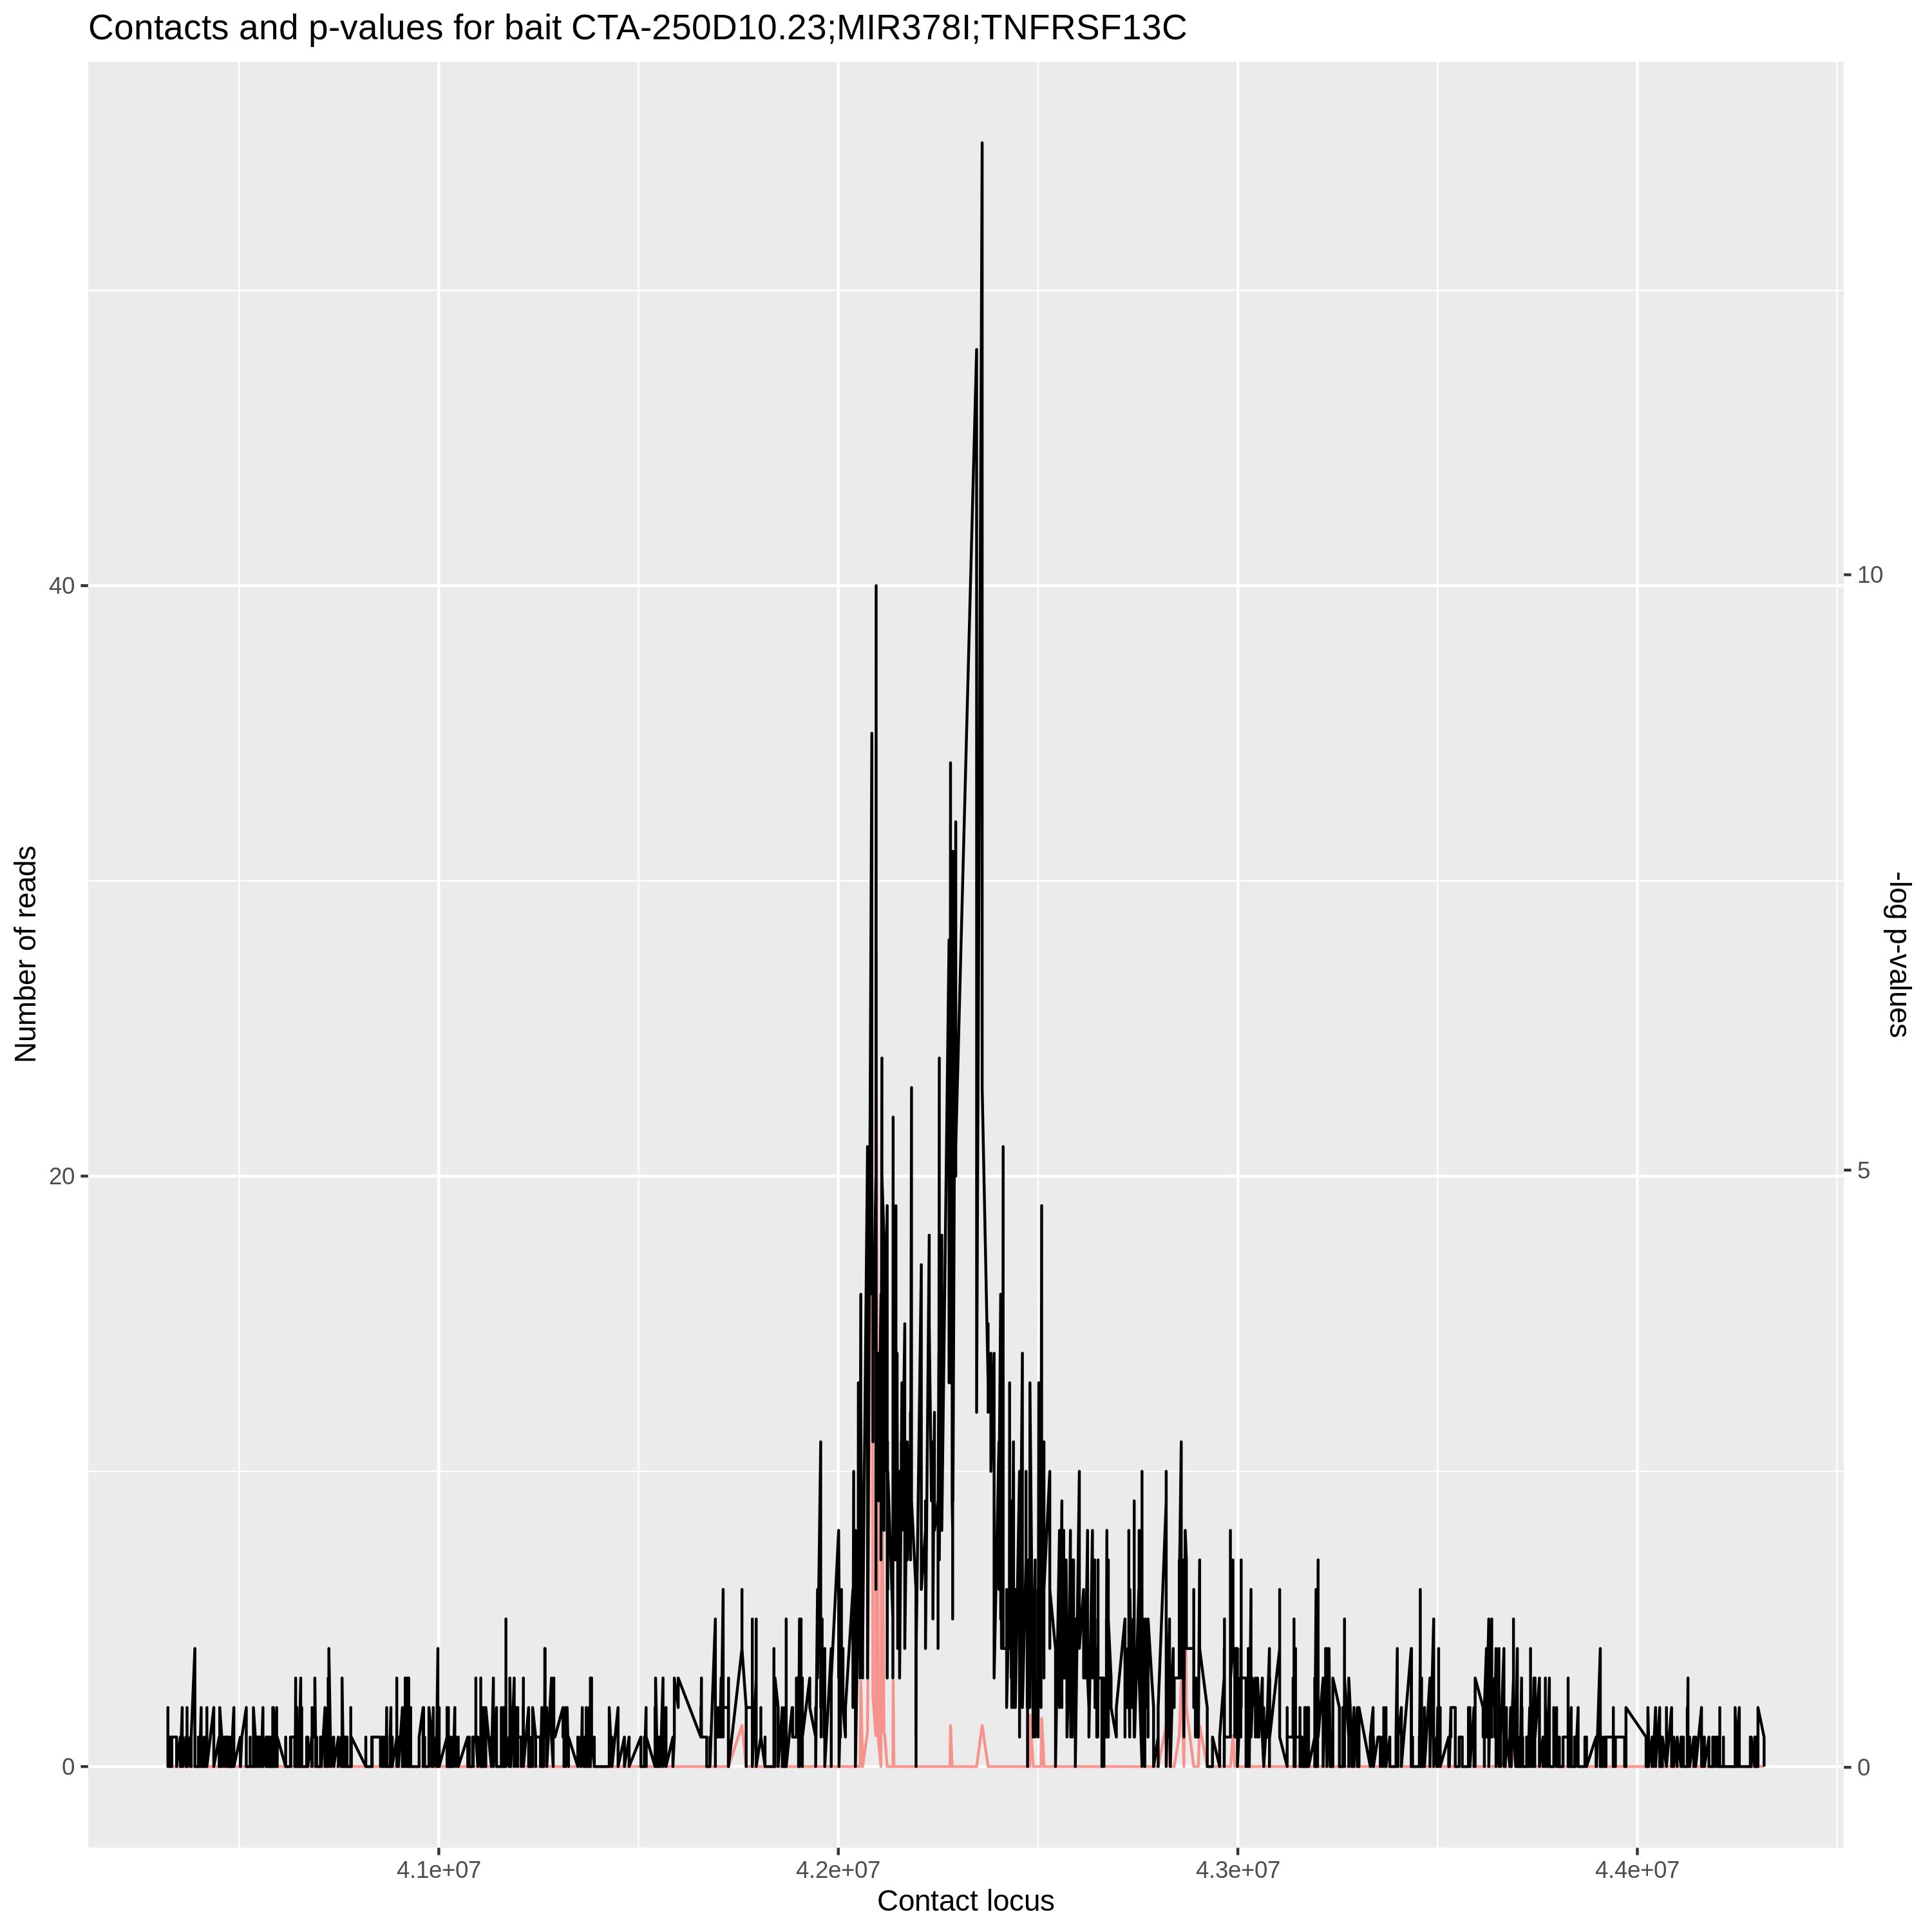 Contacts and p-values for bait CTA-250D10.23;MIR378I;TNFRSF13C
Number of reads
40
20
0
10
5
0
-log p-values
4.1e+07
4.2e+07
4.3e+07
4.4e+07
Contact locus